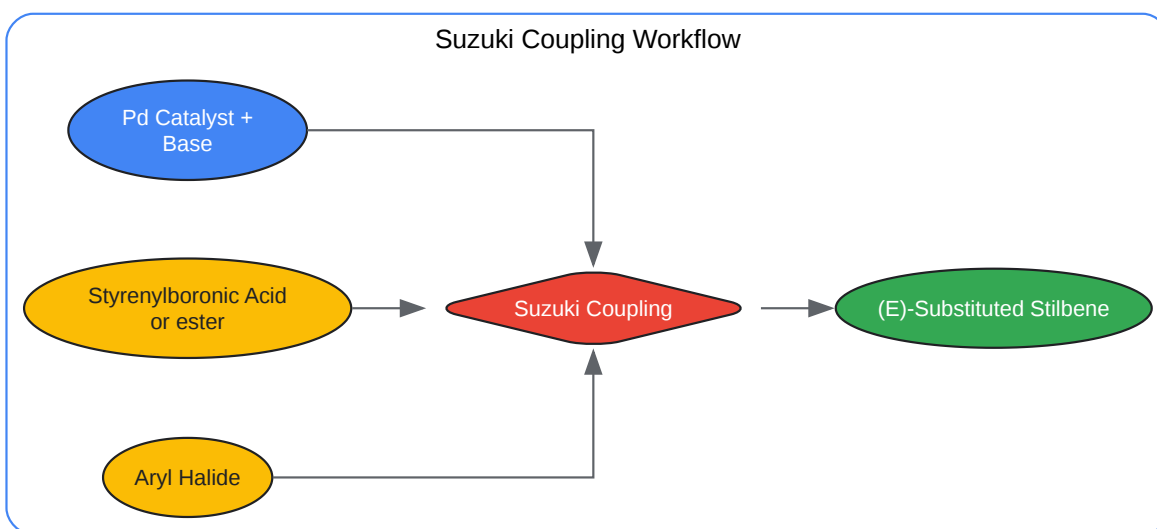 Suzuki Coupling Workflow
Pd Catalyst +
Base
Styrenylboronic Acid
or ester
Suzuki Coupling
(E)-Substituted Stilbene
Aryl Halide